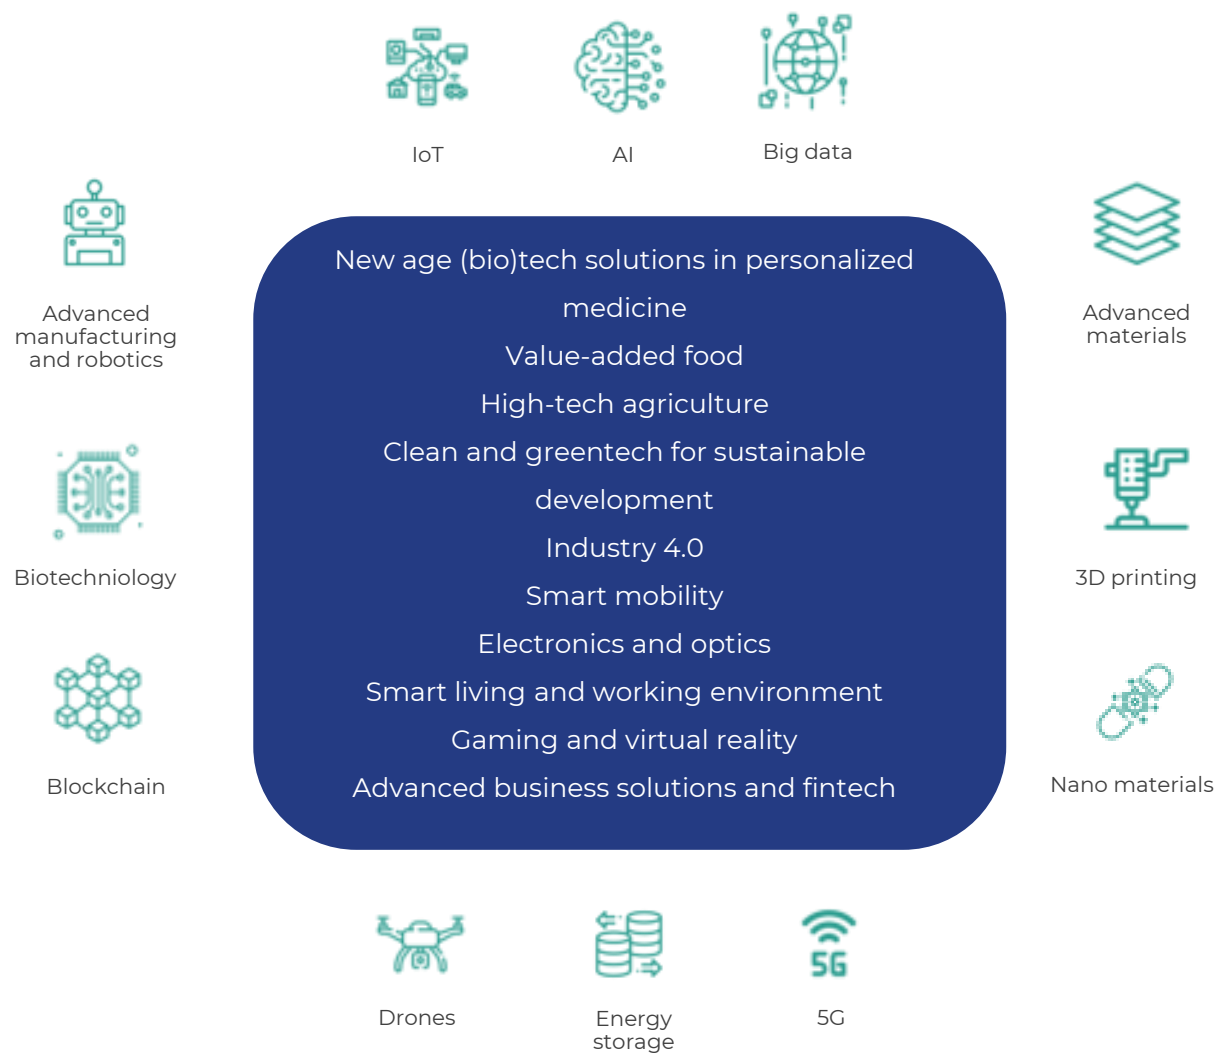 IoT
AI
Big data
Advanced
manufacturing
and robotics
Biotechniology
Blockchain
New age (bio)tech solutions in personalized
medicine
Value-added food
High-tech agriculture
Clean and greentech for sustainable
development
Industry 4.0
Smart mobility
Electronics and optics
Smart living and working environment
Gaming and virtual reality
Advanced business solutions and fintech
Advanced
materials
3D printing
Nano materials
Drones
Energy
storage
5G
5G